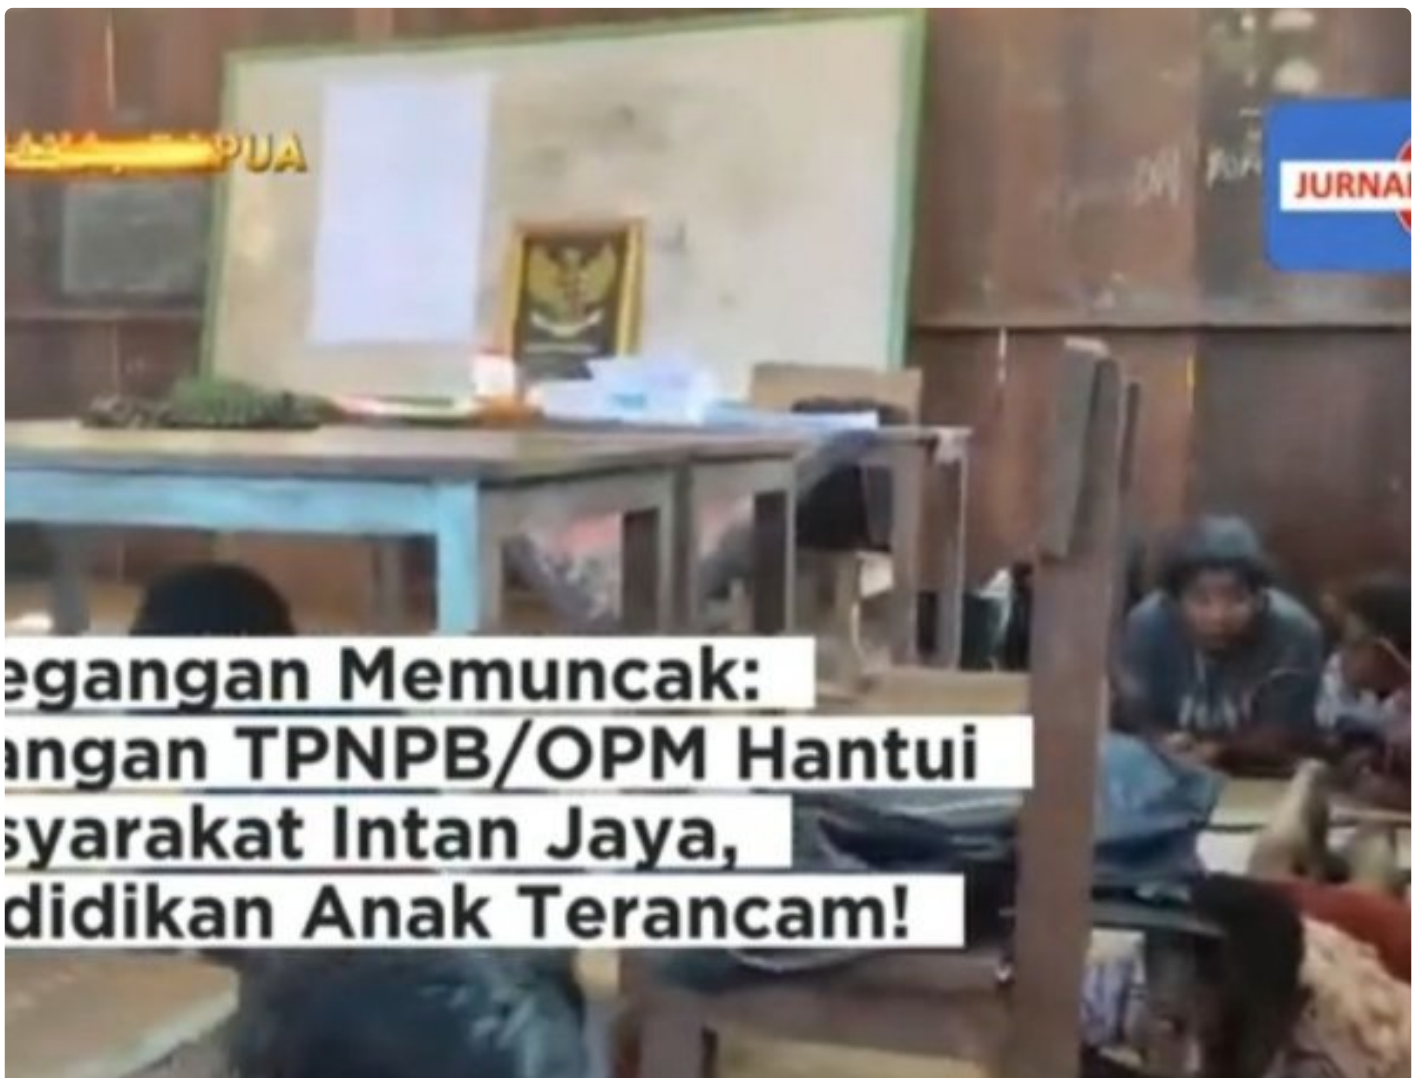 PUA
JURNA
egangan Memuncak:
angan TPNPB/OPM Hantui
syarakat Intan Jaya,
didikan Anak Terancam!